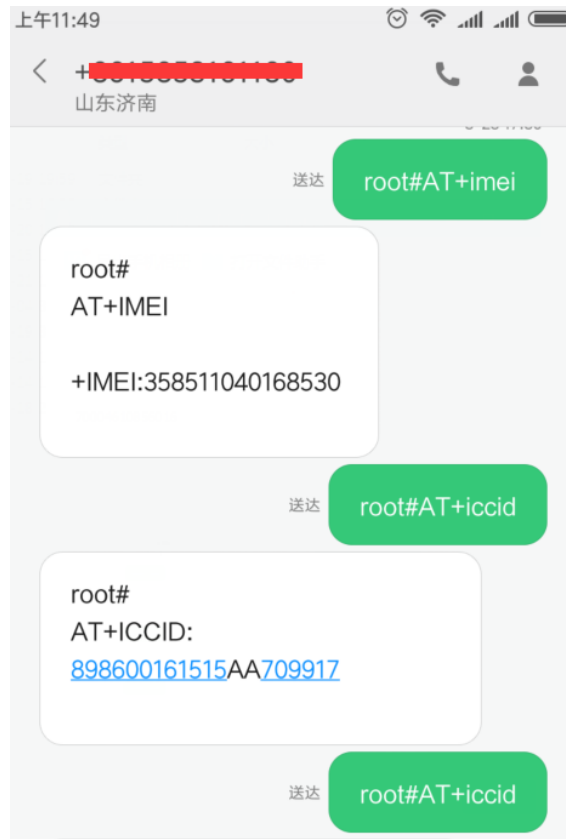 上午11:49
山东济南
送达
root#AT+imei
root#
AT+IMEI
+IMEI:358511040168530
送达
root#AT+iccid
root#
AT+ICCID:
898600161515AA709917
送达
root#AT+iccid